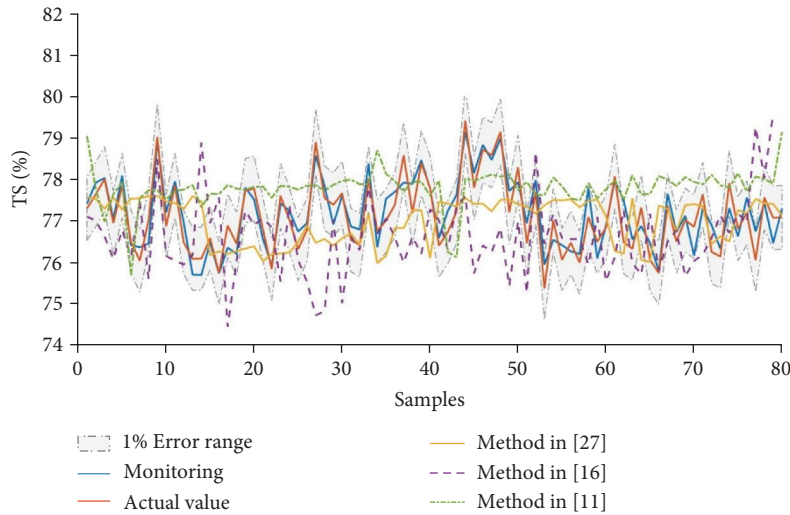 82
81
80
79
78
77
76
75
74
TS (%)
0 10 20 30 40 50 60 70 80
Samples
1% Error range
Monitoring
Actual value
Method in [27]
Method in [16]
Method in [11]